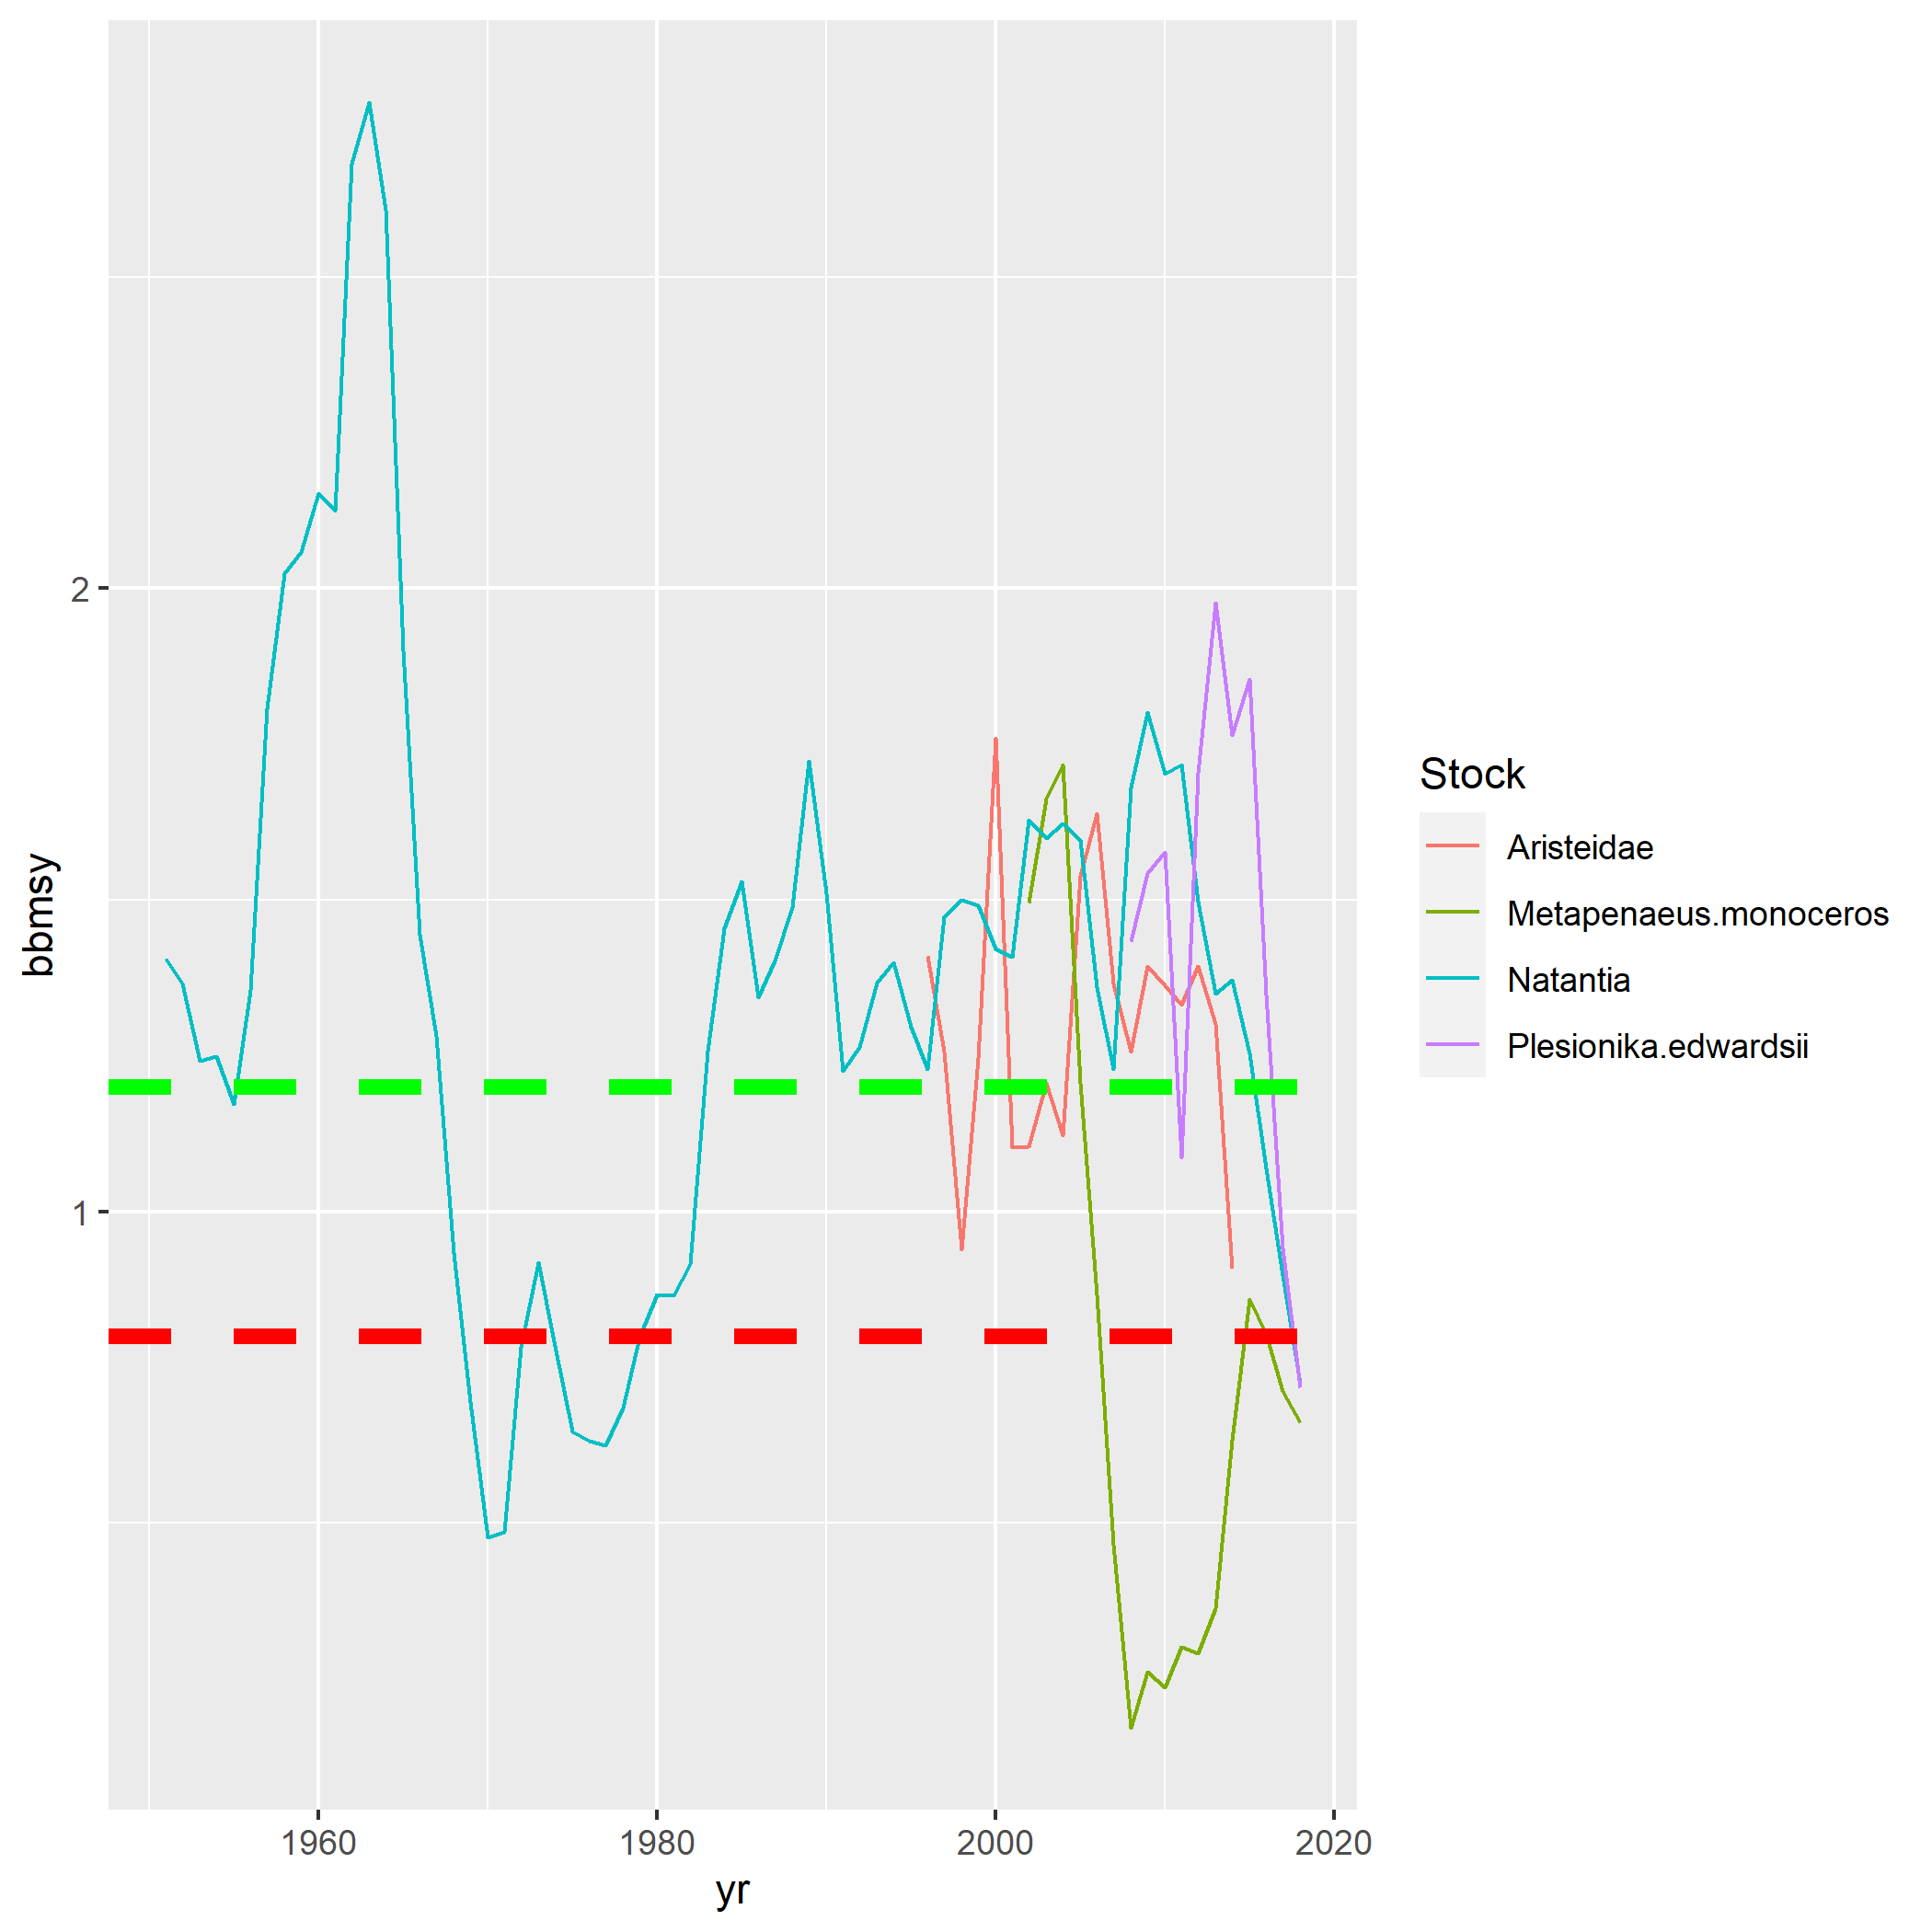 bbmsy
2
1
1960
1980
2000
2020
yr
Stock
Aristeidae
Metapenaeus.monoceros
Natantia
Plesionika.edwardsii